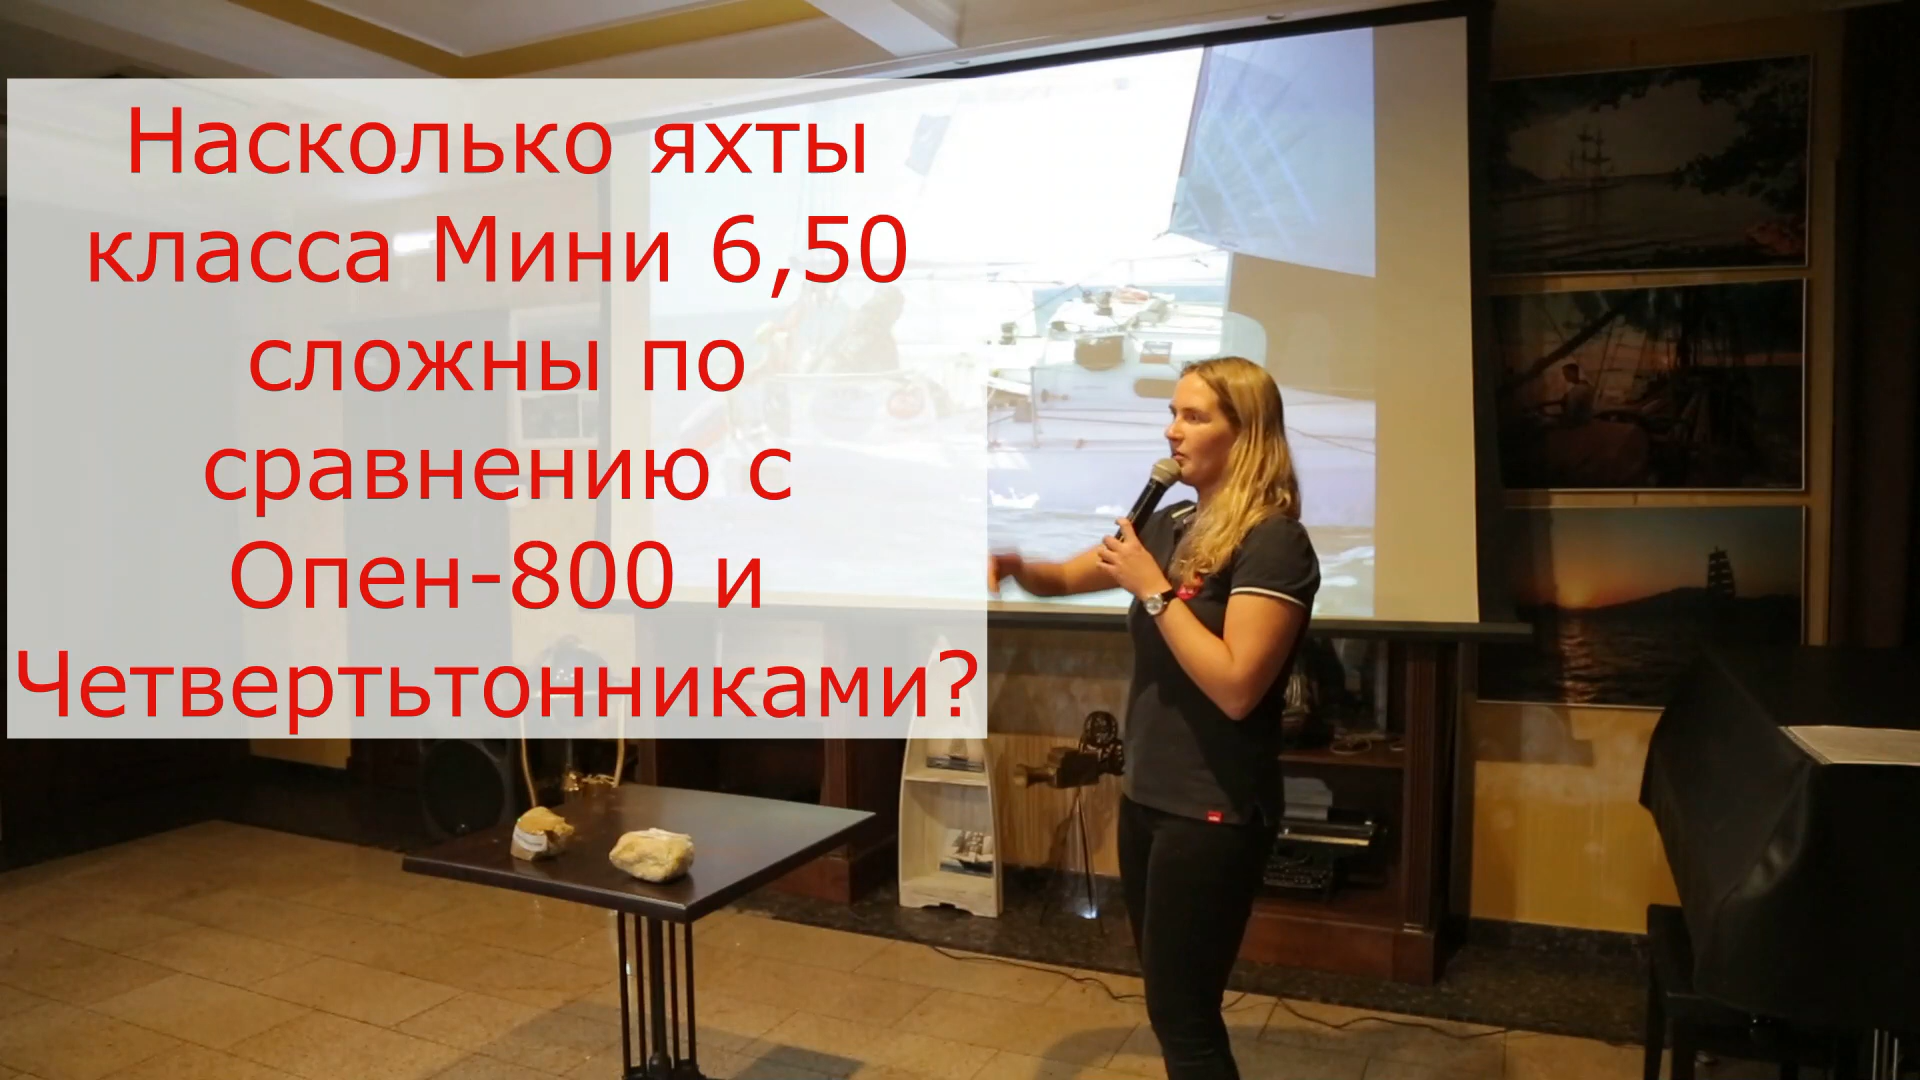 Насколько яхты
класса Мини 6,50
сложны по
сравнению с
Опен-800 и
Четвертьтонниками?